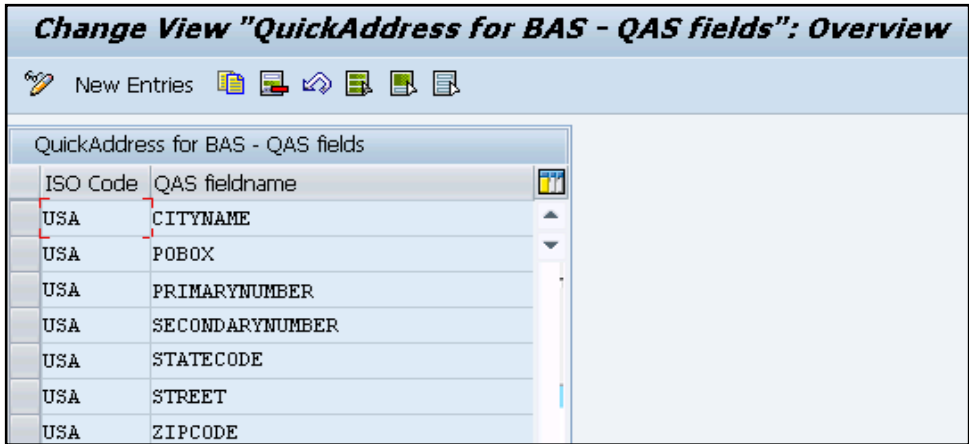 Change View "QuickAddress for BAS - QAS fields": Overview
New Entries
QuickAddress for BAS - QAS fields
ISO Code QAS fieldname
USA CITYNAME
USA POBOX
USA PRIMARYNUMBER
USA SECONDARYNUMBER
USA STATECODE
USA STREET
USA ZIPCODE